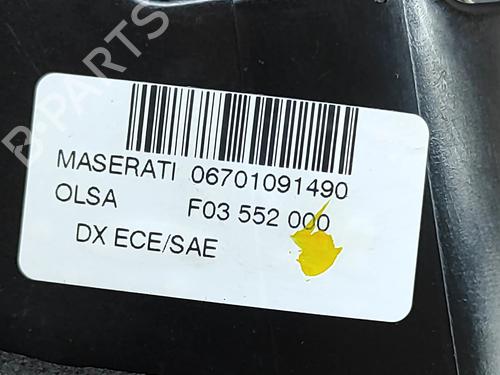 B-PARTS
MASERATI 06701091490
OLSA F03 552 000
DX ECE/SAE